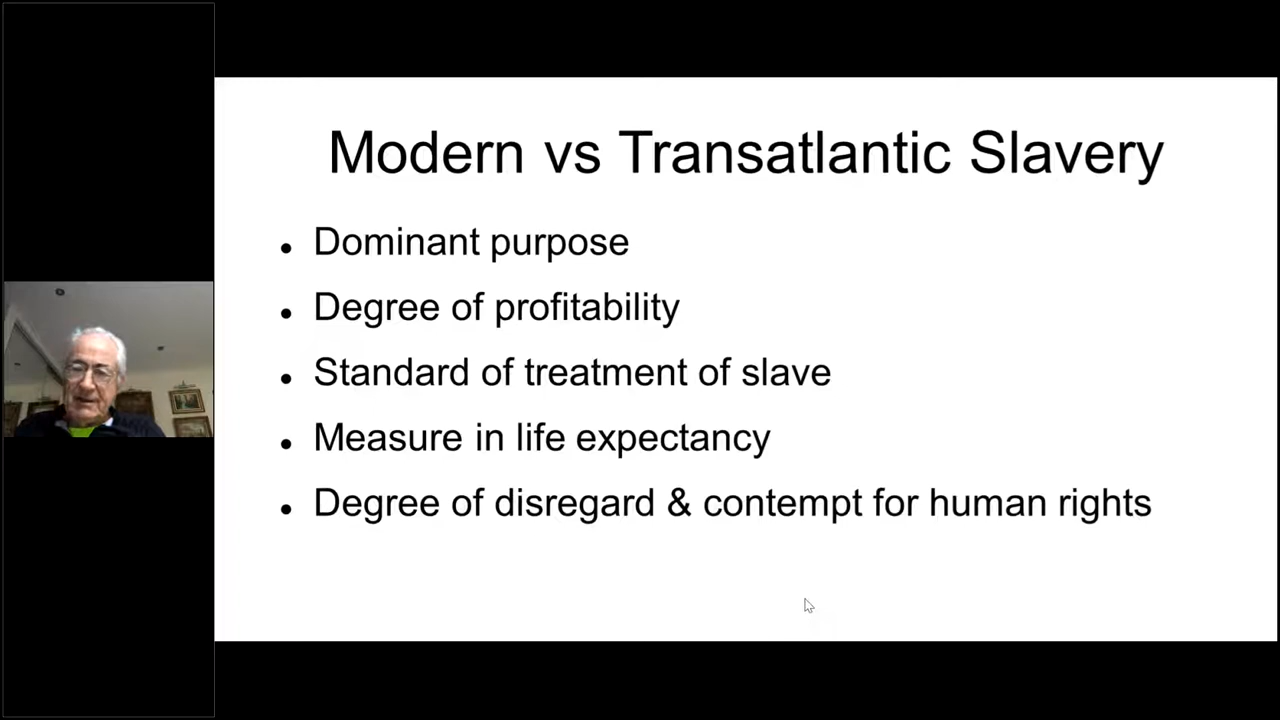 Modern vs Transatlantic Slavery
Dominant purpose
Degree of profitability
Standard of treatment of slave
Measure in life expectancy
Degree of disregard & contempt for human rights